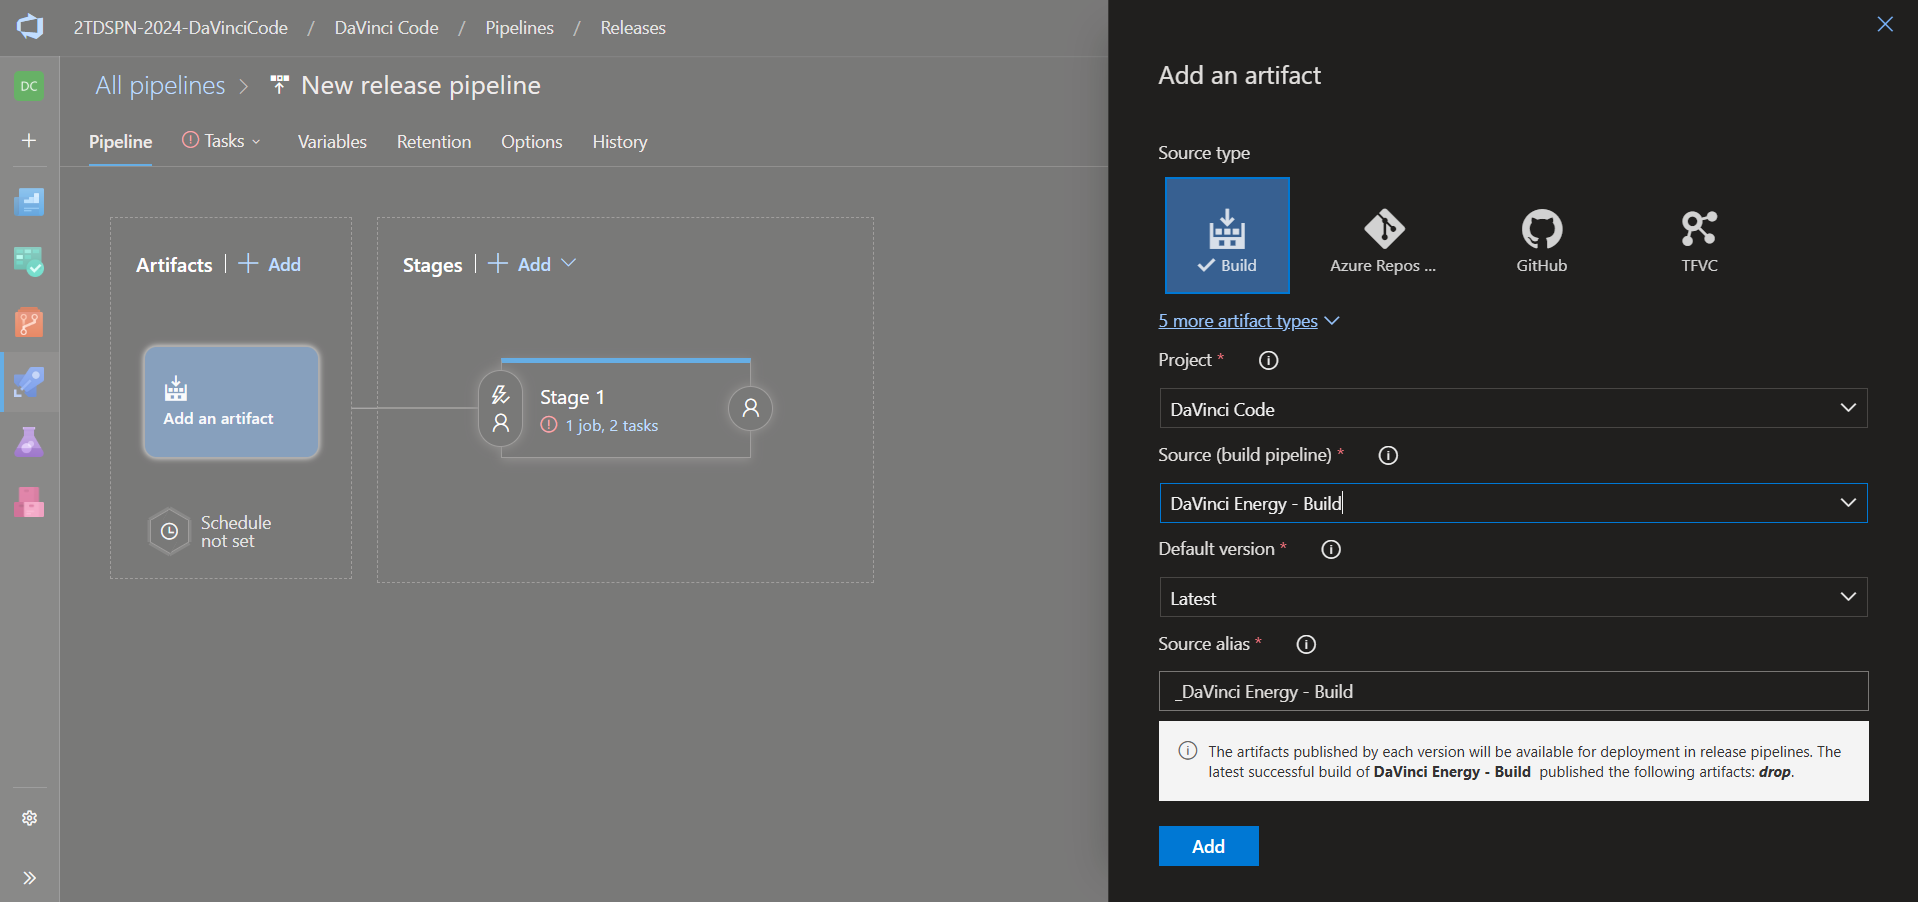 2TDSPN-2024-DaVinciCode / DaVinci Code / Pipelines / Releases
DC
All pipelines > New release pipeline
Pipeline Tasks Variables Retention Options History
Artifacts | + Add
Stages | + Add
Add an artifact
Stage 1
1 job, 2 tasks
Schedule
not set
Add an artifact
Source type
Build
Azure Repos ...
GitHub
TFVC
5 more artifact types
Project *
DaVinci Code
Source (build pipeline) *
DaVinci Energy - Build
Default version *
Latest
Source alias *
_DaVinci Energy - Build
The artifacts published by each version will be available for deployment in release pipelines. The
latest successful build of DaVinci Energy - Build published the following artifacts: drop.
Add